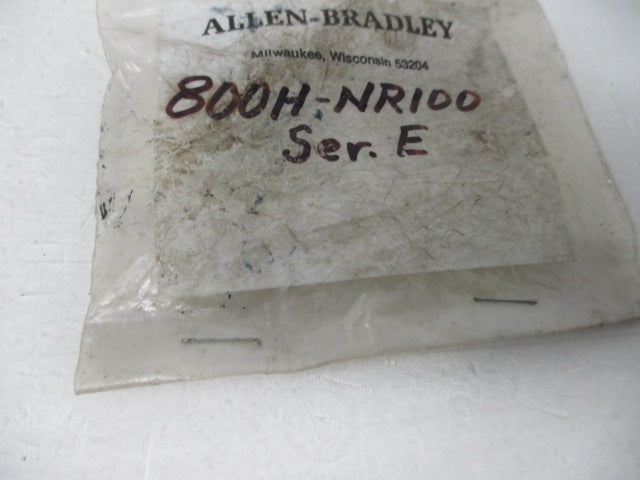 ALLEN-BRADLEY
Milwaukee, Wisconsin 53204
800H-NR100
Ser. E